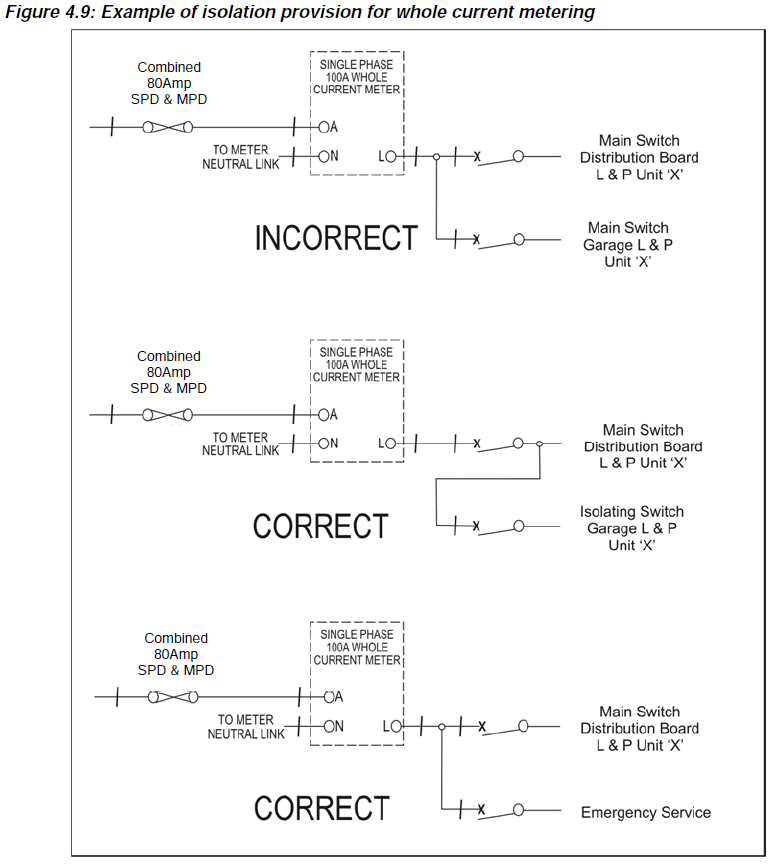 Figure 4.9: Example of isolation provision for whole current metering
Combined
80Amp
SPD & MPD
SINGLE PHASE
100A WHOLE
CURRENT METER
A
TO METER
NEUTRAL LINK
N
L
Main Switch
Distribution Board
L & P Unit 'X'
INCORRECT
Main Switch
Garage L & P
Unit 'X'
Combined
80Amp
SPD & MPD
SINGLE PHASE
100A WHOLE
CURRENT METER
A
TO METER
NEUTRAL LINK
N
L
Main Switch
Distribution Board
L & P Unit 'X'
CORRECT
Isolating Switch
Garage L & P
Unit 'X'
Combined
80Amp
SPD & MPD
SINGLE PHASE
100A WHOLE
CURRENT METER
A
TO METER
NEUTRAL LINK
N
L
Main Switch
Distribution Board
L & P Unit 'X'
CORRECT
Emergency Service